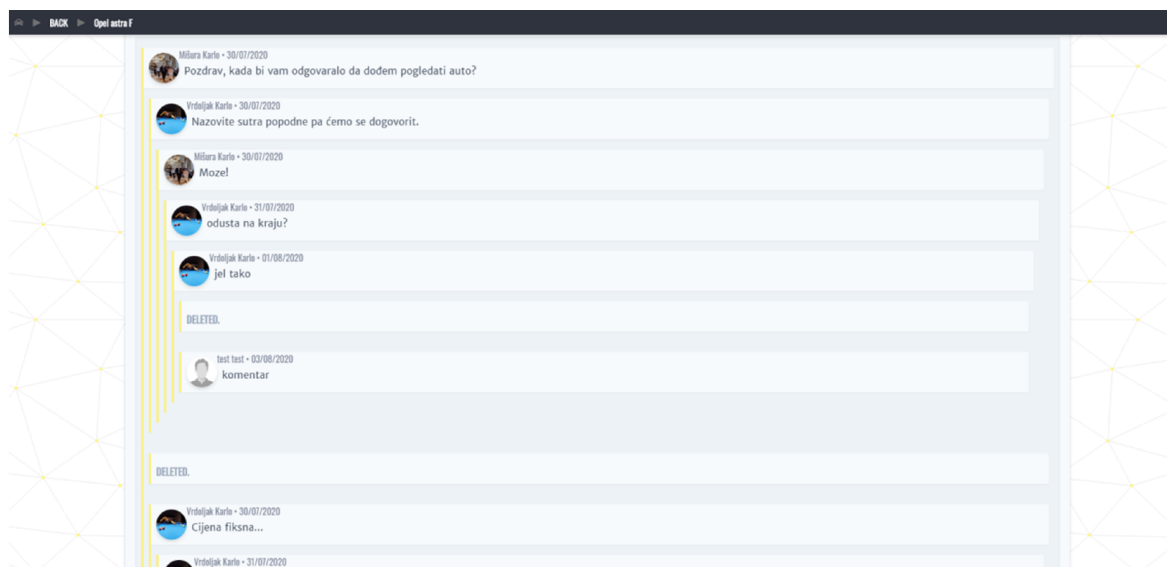 BACK Opel astra F
Mišura Karlo • 30/07/2020
Pozdrav, kada bi vam odgovaralo da dođem pogledati auto?
Vrdoljak Karlo • 30/07/2020
Nazovite sutra popodne pa ćemo se dogovorit.
Mišura Karlo • 30/07/2020
Moze!
Vrdoljak Karlo • 31/07/2020
odusta na kraju?
Vrdoljak Karlo • 01/08/2020
jel tako
DELETED.
test test • 03/08/2020
komentar
DELETED.
Vrdoljak Karlo • 30/07/2020
Cijena fiksna...
Vrdoljak Karlo • 31/07/2020